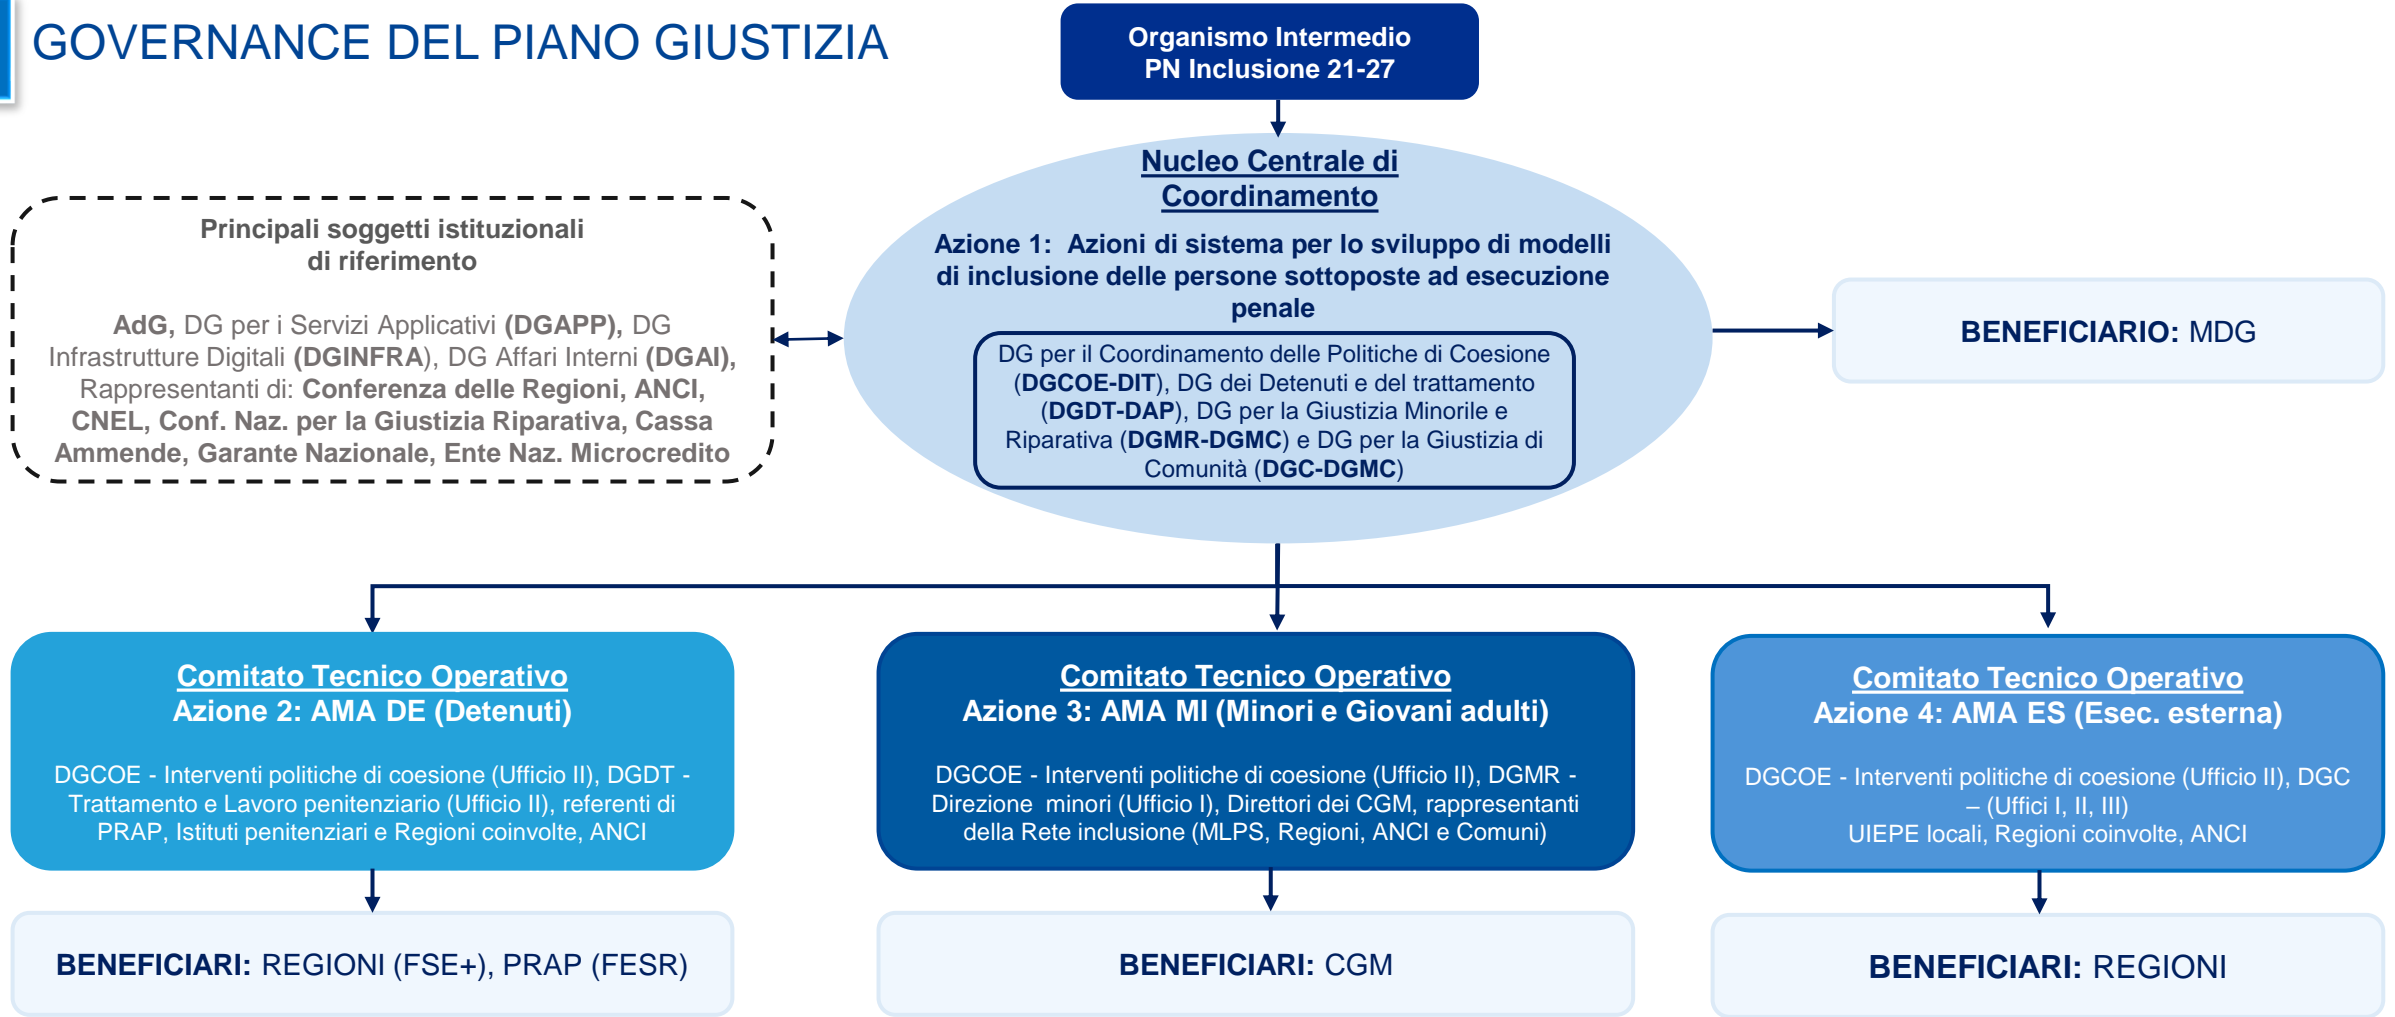 GOVERNANCE DEL PIANO GIUSTIZIA
Organismo Intermedio
PN Inclusione 21-27
Nucleo Centrale di
Coordinamento
Azione 1:  Azioni di sistema per lo sviluppo di modelli
di inclusione delle persone sottoposte ad esecuzione
penale
DG per il Coordinamento delle Politiche di Coesione
(DGCOE-DIT), DG dei Detenuti e del trattamento
(DGDT-DAP), DG per la Giustizia Minorile e
Riparativa (DGMR-DGMC) e DG per la Giustizia di
Comunità (DGC-DGMC)
Principali soggetti istituzionali
di riferimento
AdG, DG per i Servizi Applicativi (DGAPP), DG
Infrastrutture Digitali (DGINFRA), DG Affari Interni (DGAI),
Rappresentanti di: Conferenza delle Regioni, ANCI,
CNEL, Conf. Naz. per la Giustizia Riparativa, Cassa
Ammende, Garante Nazionale, Ente Naz. Microcredito
BENEFICIARIO: MDG
Comitato Tecnico Operativo
Azione 2: AMA DE (Detenuti)
DGCOE - Interventi politiche di coesione (Ufficio II), DGDT -
Trattamento e Lavoro penitenziario (Ufficio II), referenti di
PRAP, Istituti penitenziari e Regioni coinvolte, ANCI
Comitato Tecnico Operativo
Azione 3: AMA MI (Minori e Giovani adulti)
DGCOE - Interventi politiche di coesione (Ufficio II), DGMR -
Direzione  minori (Ufficio I), Direttori dei CGM, rappresentanti
della Rete inclusione (MLPS, Regioni, ANCI e Comuni)
Comitato Tecnico Operativo
Azione 4: AMA ES (Esec. esterna)
DGCOE - Interventi politiche di coesione (Ufficio II), DGC
– (Uffici I, II, III)
UIEPE locali, Regioni coinvolte, ANCI
BENEFICIARI: REGIONI (FSE+), PRAP (FESR)
BENEFICIARI: CGM
BENEFICIARI: REGIONI